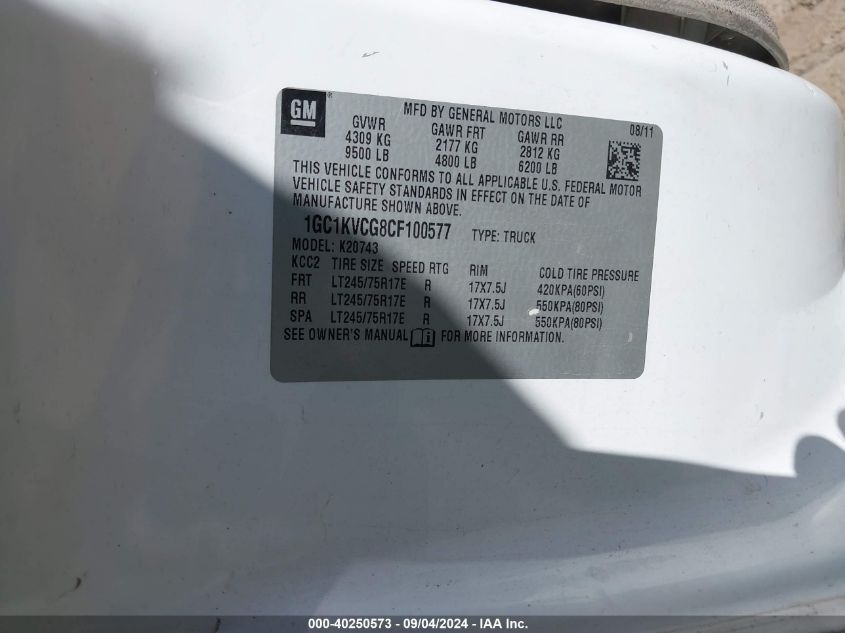 GM ®
MFD BY GENERAL MOTORS LLC
08/11
GVWR GAWR FRT GAWR RR
4309 KG 2177 KG 2812 KG
9500 LB 4800 LB 6200 LB
THIS VEHICLE CONFORMS TO ALL APPLICABLE U.S. FEDERAL MOTOR
VEHICLE SAFETY STANDARDS IN EFFECT ON THE DATE OF
MANUFACTURE SHOWN ABOVE.
1GC1KVCG8CF100577 TYPE: TRUCK
MODEL: K20743
KCC2 TIRE SIZE SPEED RTG RIM COLD TIRE PRESSURE
FRT LT245/75R17E R 17X7.5J 420KPA(60PSI)
RR LT245/75R17E R 17X7.5J 550KPA(80PSI)
SPA LT245/75R17E R 17X7.5J 550KPA(80PSI)
SEE OWNER'S MANUAL i FOR MORE INFORMATION.
000-40250573 - 09/04/2024 - IAA Inc.